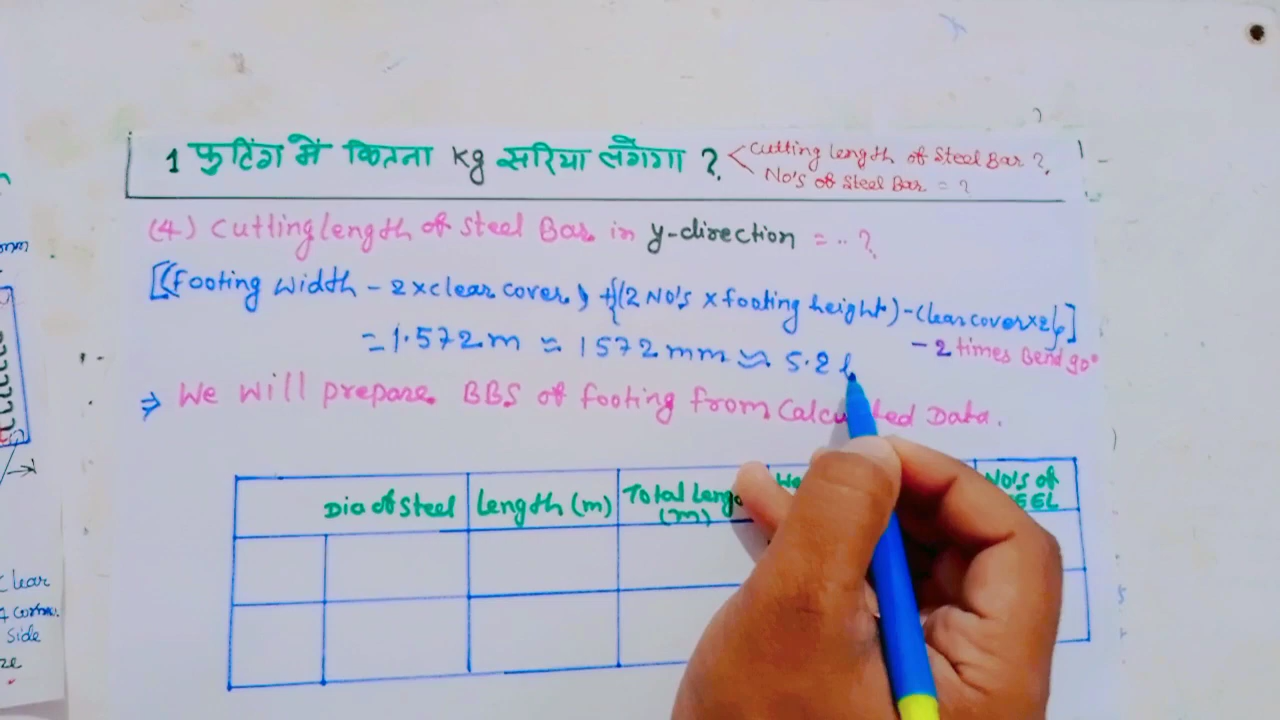 1 फुटिंग में कितना kg सरिया लगेगा ?
Cutting length of Steel Bar ?
No's of Steel Bar = ?
(4) Cutting length of Steel Bar in y-direction = .. ?
[(footing width - 2 x clear cover) + {(2 No's x footing height) - clear cover x 2}]
- 2 times Bend 90°
= 1.572 m ≈ 1572 mm ≈ 5.2
⇒ We will prepare BBS of footing from Calculated Data.
Dia of Steel
Length (m)
Total Length
(m)
No's of
clear
side